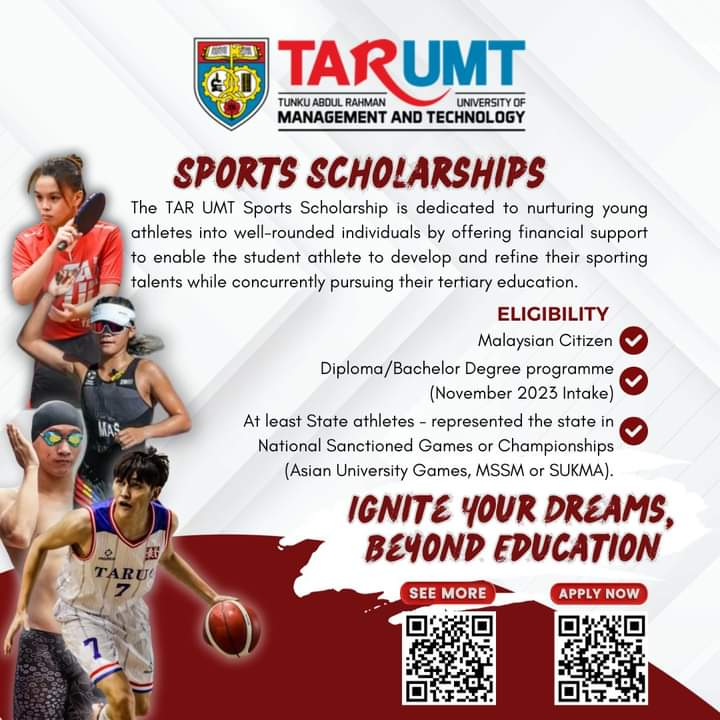 TARUMT
TUNKU ABDUL RAHMAN UNIVERSITY OF
MANAGEMENT AND TECHNOLOGY
SPORTS SCHOLARSHIPS
The TAR UMT Sports Scholarship is dedicated to nurturing young
athletes into well-rounded individuals by offering financial support
to enable the student athlete to develop and refine their sporting
talents while concurrently pursuing their tertiary education.
ELIGIBILITY
Malaysian Citizen
Diploma/Bachelor Degree programme
(November 2023 Intake)
At least State athletes - represented the state in
National Sanctioned Games or Championships
(Asian University Games, MSSM or SUKMA).
MAS
IGNITE YOUR DREAMS,
BEYOND EDUCATION
TARUC
7
7
SEE MORE
APPLY NOW